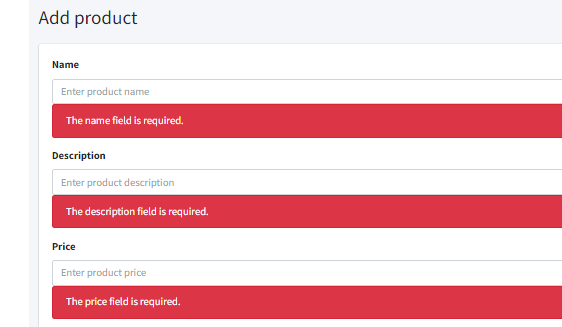 Add product
Name
Enter product name
The name field is required.
Description
Enter product description
The description field is required.
Price
Enter product price
The price field is required.